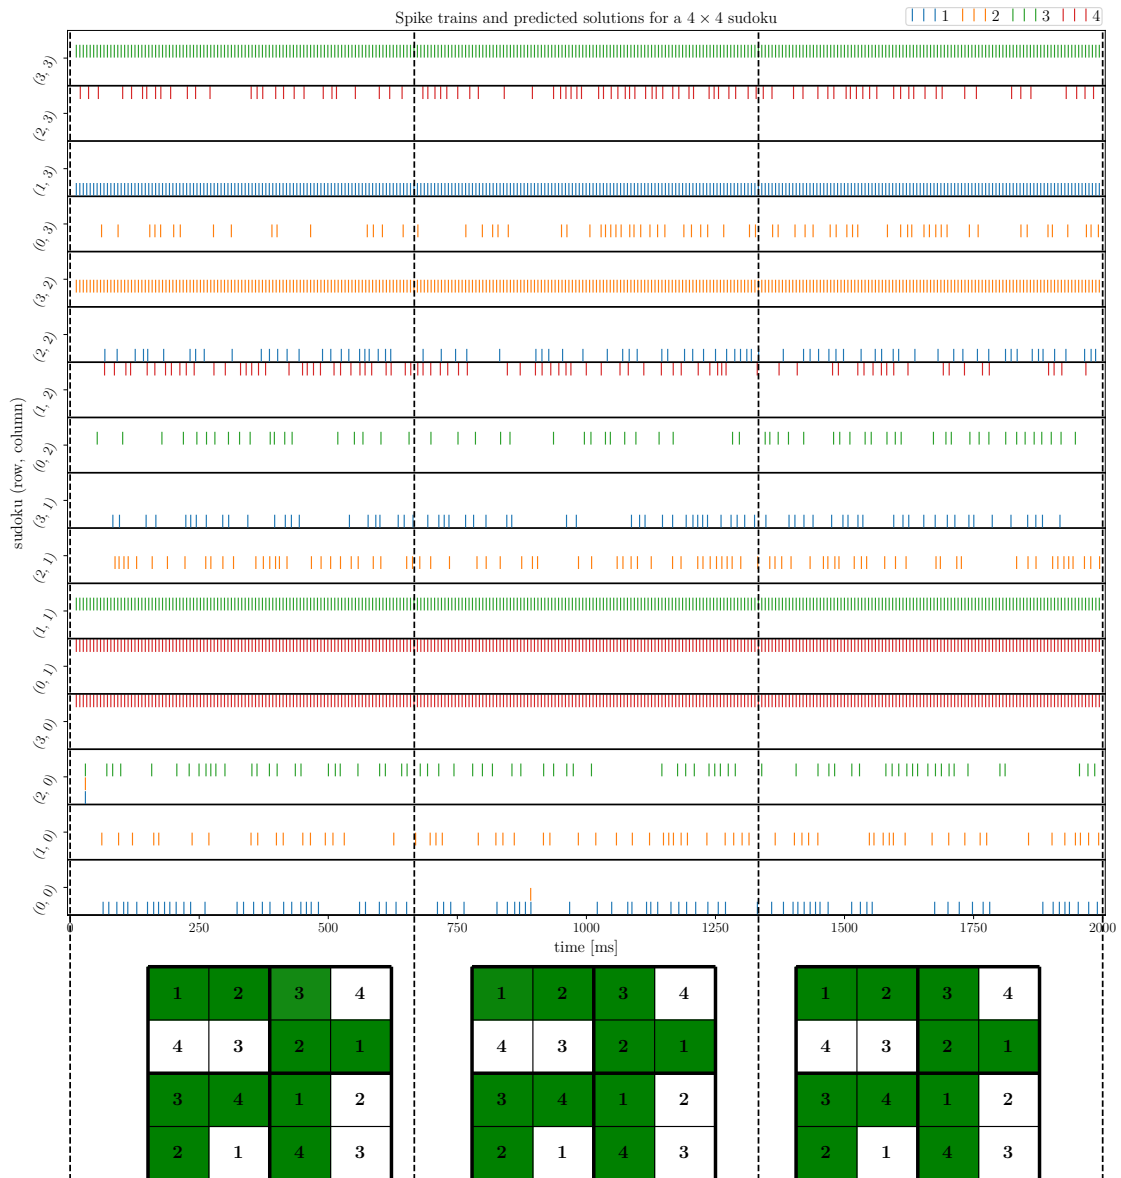 Spike trains and predicted solutions for a 4 × 4 sudoku
1 2 3 4
sudoku (row, column)
(3, 3)
(2, 3)
(1, 3)
(0, 3)
(3, 2)
(2, 2)
(1, 2)
(0, 2)
(3, 1)
(2, 1)
(1, 1)
(0, 1)
(3, 0)
(2, 0)
(1, 0)
(0, 0)
0 250 500 750 1000 1250 1500 1750 2000
time [ms]
1 2 3 4 1 2 3 4 1 2 3 4
4 3 2 1 4 3 2 1 4 3 2 1
3 4 1 2 3 4 1 2 3 4 1 2
2 1 4 3 2 1 4 3 2 1 4 3